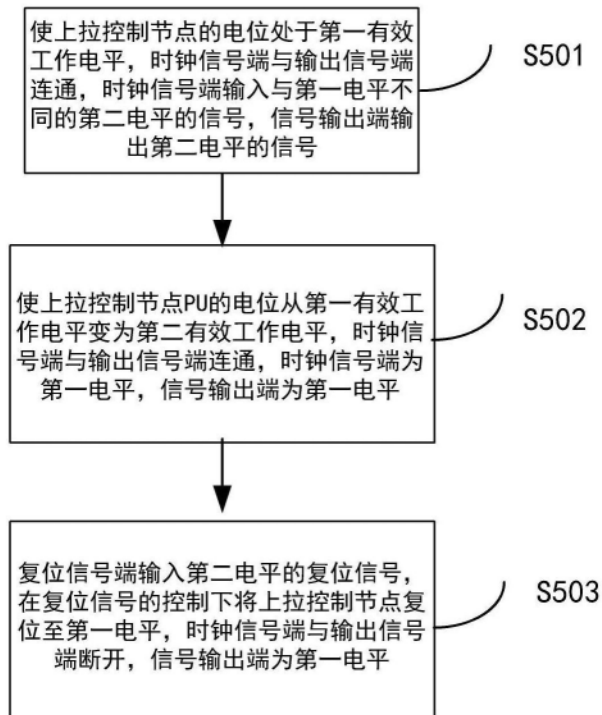 使上拉控制节点的电位处于第一有效
工作电平，时钟信号端与输出信号端
连通，时钟信号端输入与第一电平不
同的第二电平的信号，信号输出端输
出第二电平的信号
S501
使上拉控制节点PU的电位从第一有效工
作电平变为第二有效工作电平，时钟信
号端与输出信号端连通，时钟信号端为
第一电平，信号输出端为第一电平
S502
复位信号端输入第二电平的复位信号，
在复位信号的控制下将上拉控制节点复
位至第一电平，时钟信号端与输出信号
端断开，信号输出端为第一电平
S503